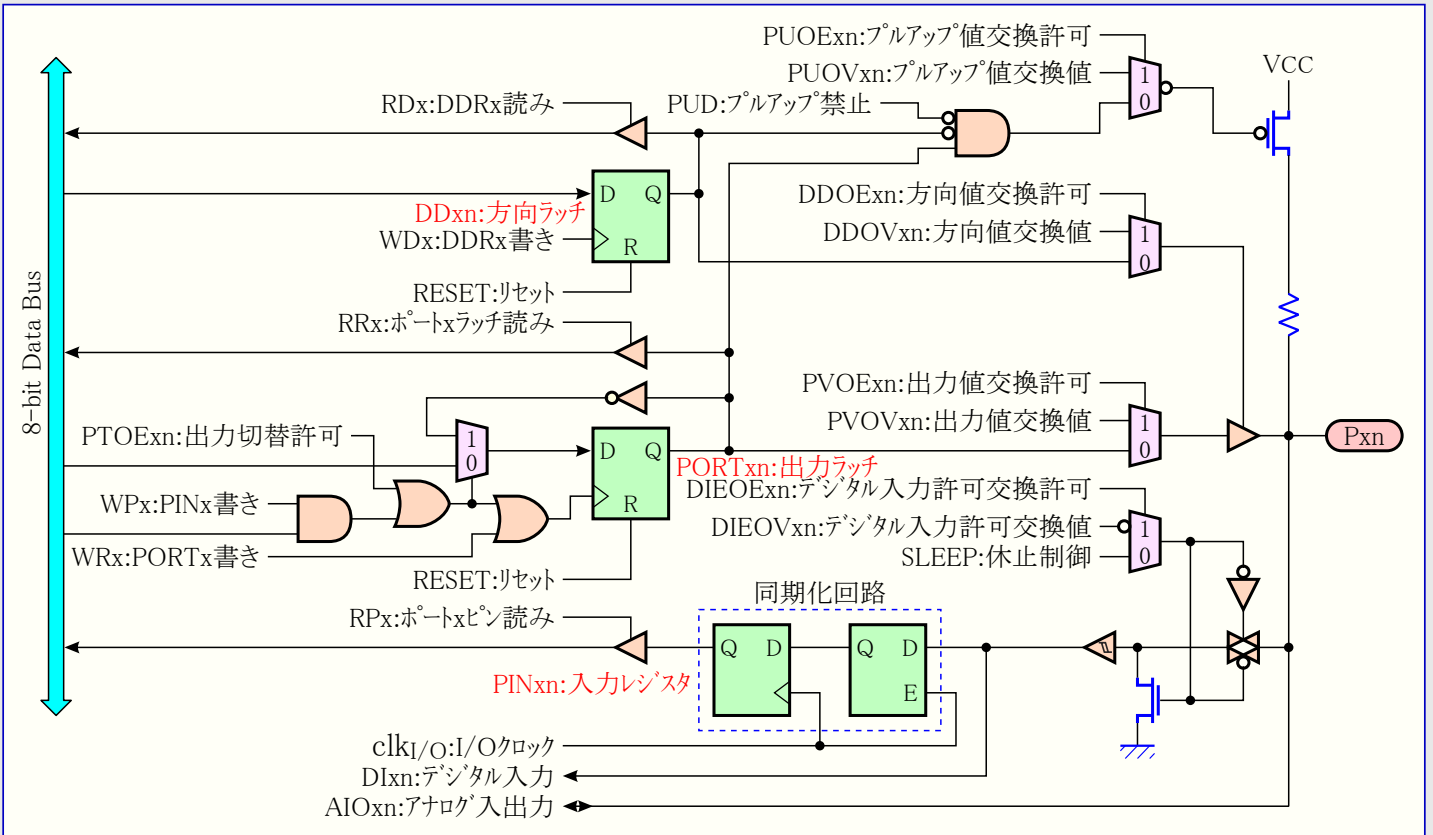 PUOExn:プルアップ値交換許可
PUOVxn:プルアップ値交換値
1
0
VCC
RDx:DDRx読み
PUD:プルアップ禁止
D Q
R
DDxn:方向ラッチ
WDx:DDRx書き
RESET:リセット
DDOExn:方向値交換許可
DDOVxn:方向値交換値
1
0
8-bit Data Bus
RRx:ポートxラッチ読み
PVOExn:出力値交換許可
PVOVxn:出力値交換値
1
0
Pxn
PTOExn:出力切替許可
1
0
D Q
R
PORTxn:出力ラッチ
WPx:PINx書き
WRx:PORTx書き
RESET:リセット
DIEOExn:デジタル入力許可交換許可
DIEOVxn:デジタル入力許可交換値
SLEEP:休止制御
1
0
同期化回路
RPx:ポートxピン読み
Q D
Q D
E
PINxn:入力レジスタ
clkI/O:I/Oクロック
DIxn:デジタル入力
AIOxn:アナログ入出力